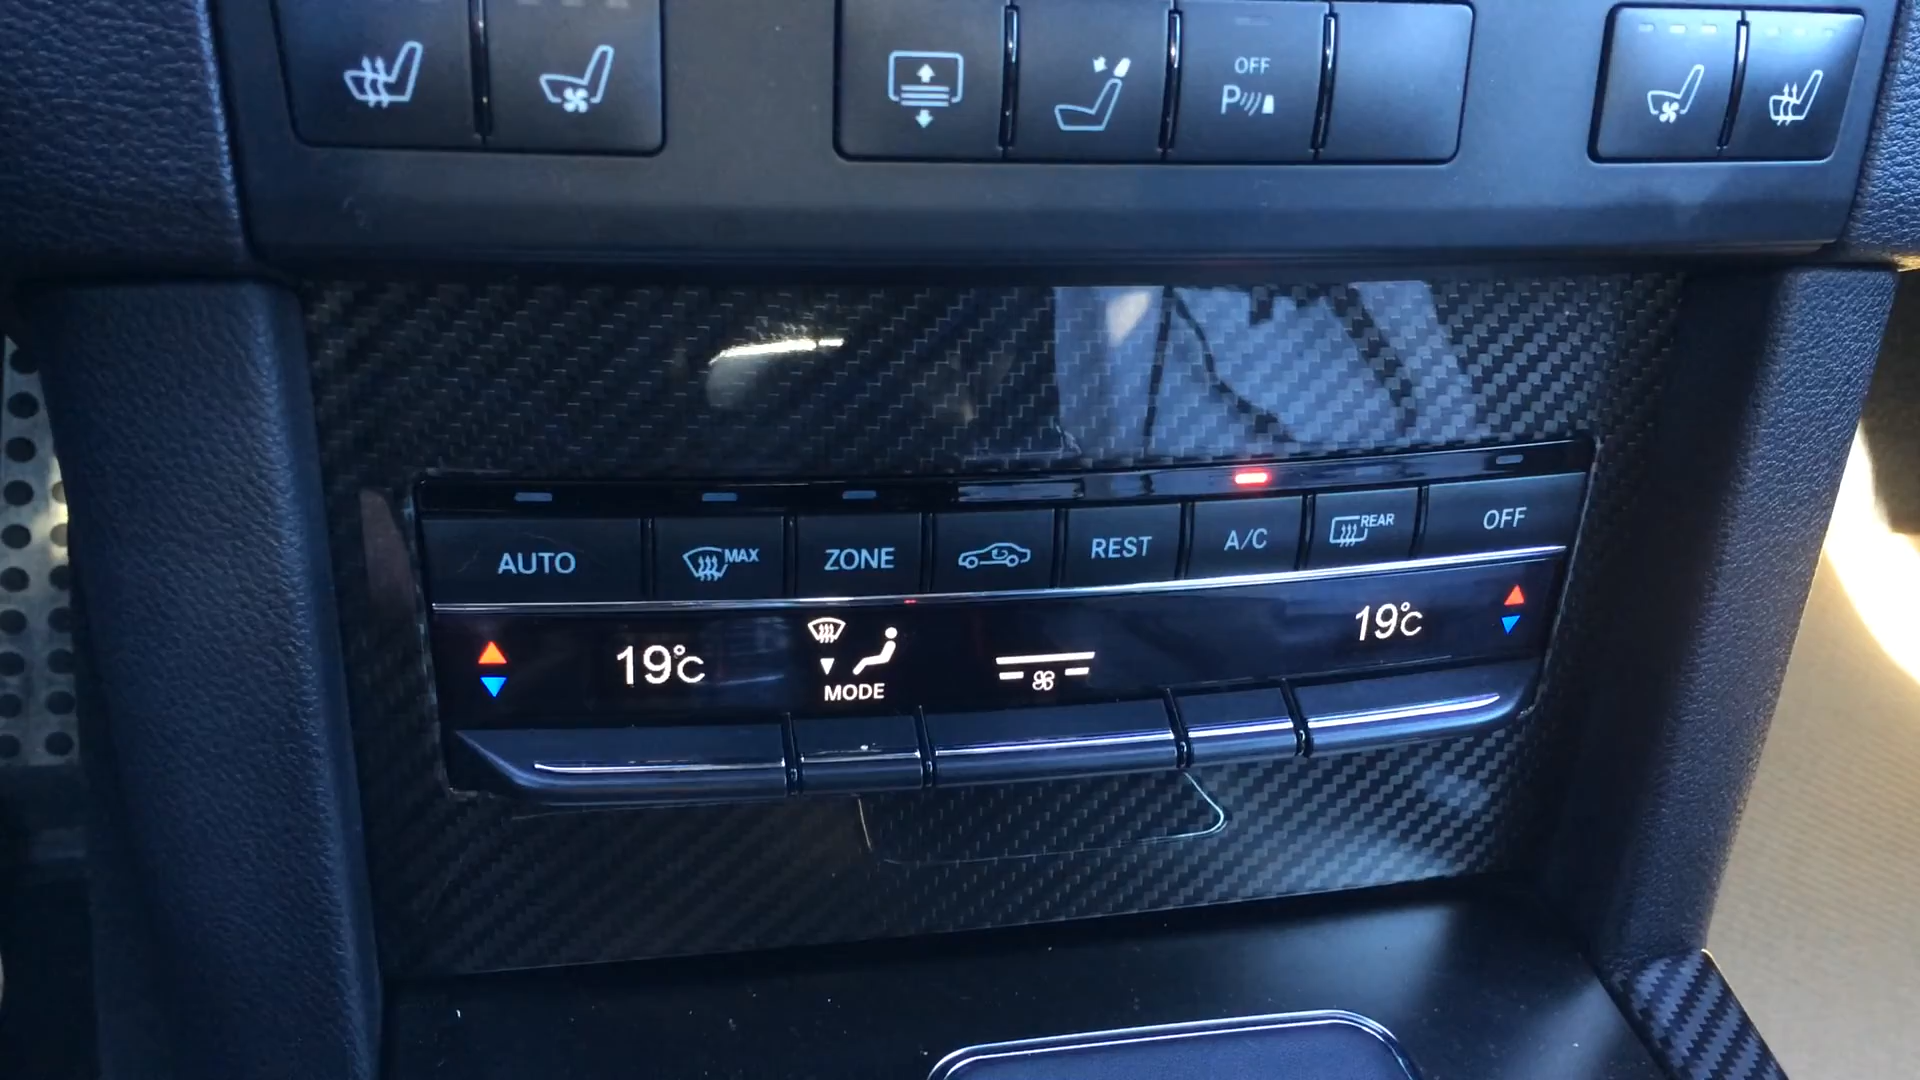 OFF
P
AUTO
MAX
ZONE
REST
A/C
REAR
OFF
19°C
MODE
19°C